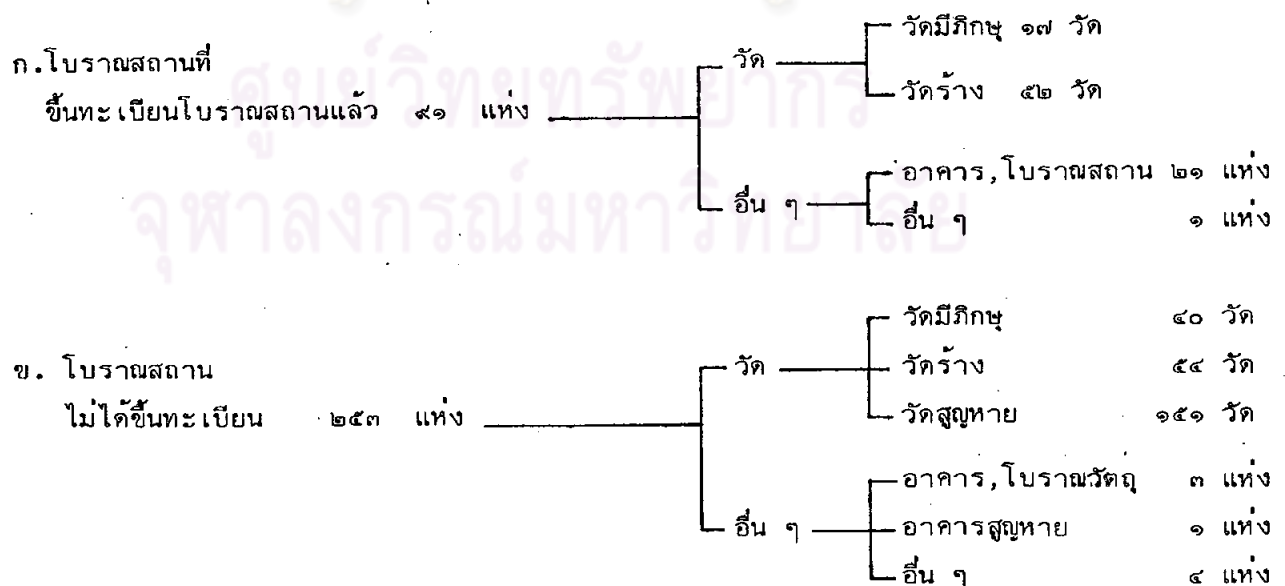 วัดมีภิกษุ ๑๗ วัด
ก.โบราณสถานที่
วัด
วัดร้าง ๕๒ วัด
ขึ้นทะเบียนโบราณสถานแล้ว ๙๑ แห่ง
อาคาร,โบราณสถาน ๒๑ แห่ง
อื่น ๆ
อื่น ๆ ๑ แห่ง
ศูนย์วิทยทรัพยากร
จุฬาลงกรณ์มหาวิทยาลัย
วัดมีภิกษุ ๔๐ วัด
ข. โบราณสถาน
วัด
วัดร้าง ๕๔ วัด
ไม่ได้ขึ้นทะเบียน ๒๕๓ แห่ง
วัดสูญหาย ๑๕๑ วัด
อาคาร,โบราณวัตถุ ๓ แห่ง
อื่น ๆ
อาคารสูญหาย ๑ แห่ง
อื่น ๆ ๔ แห่ง